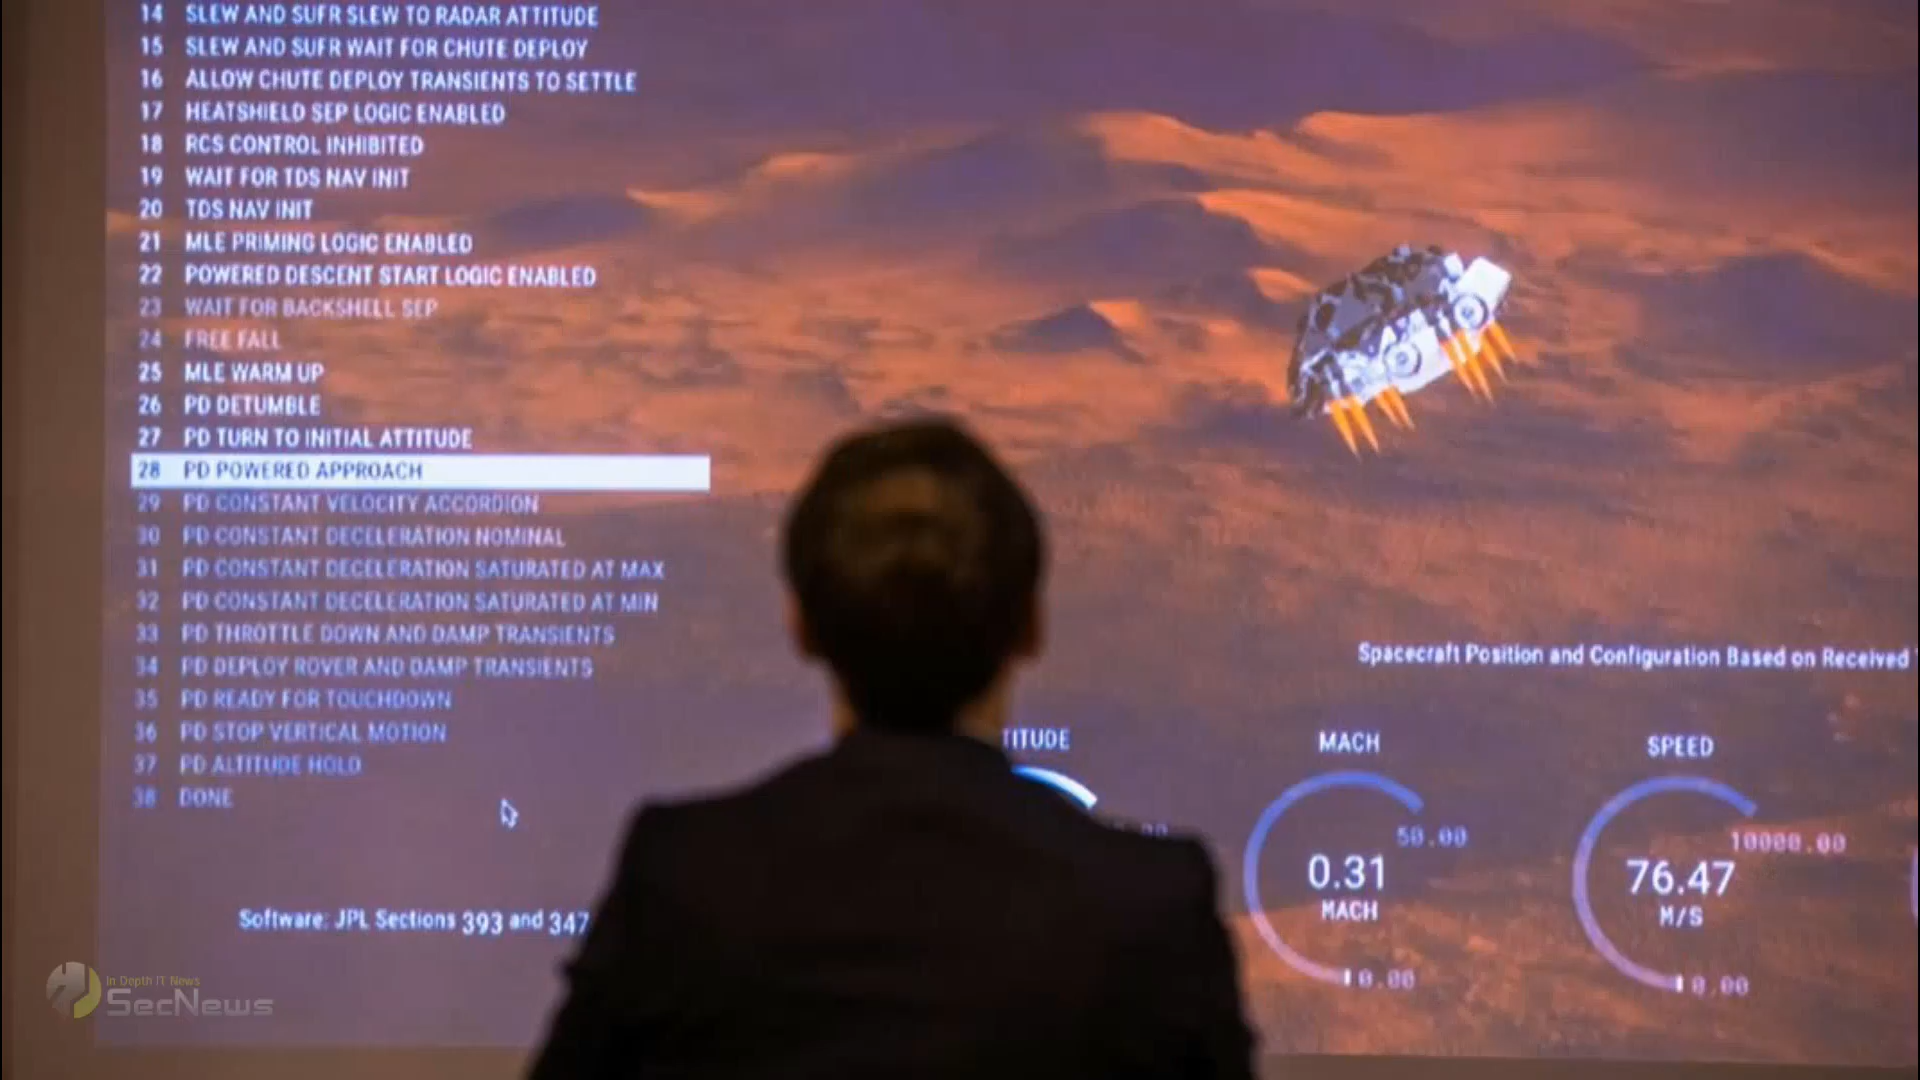 14 SLEW AND SUFR SLEW TO RADAR ATTITUDE
15 SLEW AND SUFR WAIT FOR CHUTE DEPLOY
16 ALLOW CHUTE DEPLOY TRANSIENTS TO SETTLE
17 HEATSHIELD SEP LOGIC ENABLED
18 RCS CONTROL INHIBITED
19 WAIT FOR TDS NAV INIT
20 TDS NAV INIT
21 MLE PRIMING LOGIC ENABLED
22 POWERED DESCENT START LOGIC ENABLED
23 WAIT FOR BACKSHELL SEP
24 FREE FALL
25 MLE WARM UP
26 PD DETUMBLE
27 PD TURN TO INITIAL ATTITUDE
28 PD POWERED APPROACH
29 PD CONSTANT VELOCITY ACCORDION
30 PD CONSTANT DECELERATION NOMINAL
31 PD CONSTANT DECELERATION SATURATED AT MAX
32 PD CONSTANT DECELERATION SATURATED AT MIN
33 PD THROTTLE DOWN AND DAMP TRANSIENTS
34 PD DEPLOY ROVER AND DAMP TRANSIENTS
35 PD READY FOR TOUCHDOWN
36 PD STOP VERTICAL MOTION
37 PD ALTITUDE HOLD
38 DONE
Software: JPL Sections 393 and 347
Spacecraft Position and Configuration Based on Received
TITUDE
MACH
50.00
0.31
MACH
0.00
SPEED
10000.00
76.47
M/S
0.00
In Depth IT News
SecNews